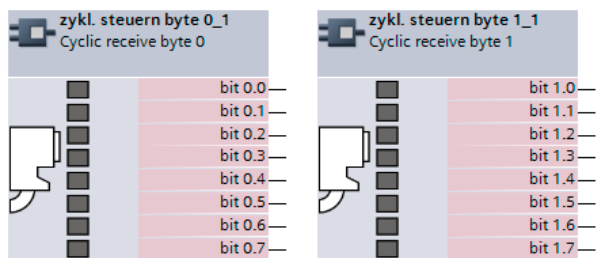 zykl. steuern byte 0_1
Cyclic receive byte 0
bit 0.0
bit 0.1
bit 0.2
bit 0.3
bit 0.4
bit 0.5
bit 0.6
bit 0.7
zykl. steuern byte 1_1
Cyclic receive byte 1
bit 1.0
bit 1.1
bit 1.2
bit 1.3
bit 1.4
bit 1.5
bit 1.6
bit 1.7